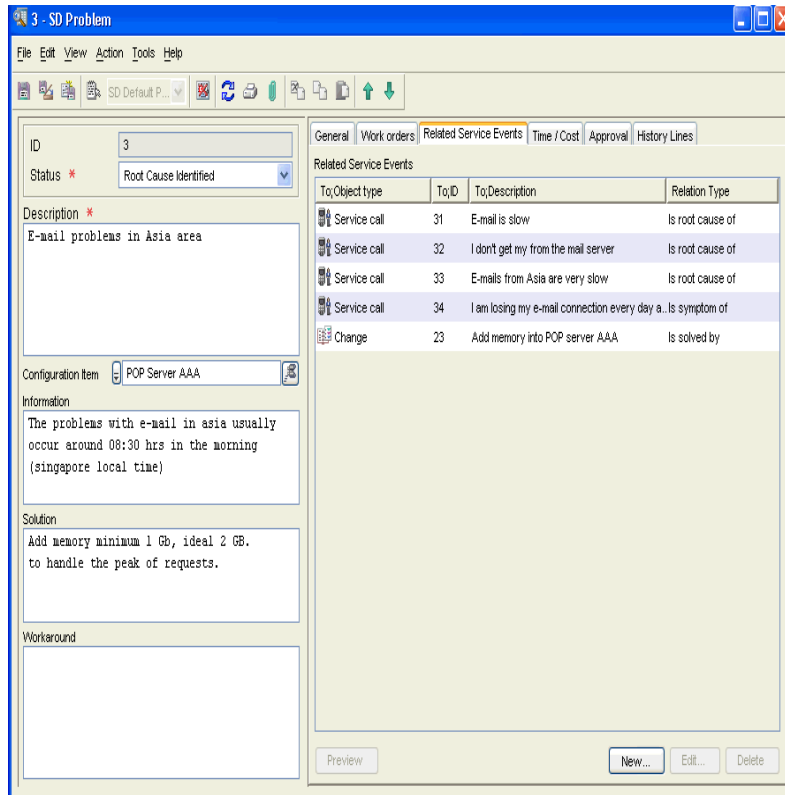 3 - SD Problem
File Edit View Action Tools Help
SD Default P...
ID 3
Status * Root Cause Identified
Description *
E-mail problems in Asia area
Configuration Item POP Server AAA
Information
The problems with e-mail in asia usually
occur around 08:30 hrs in the morning
(singapore local time)
Solution
Add memory minimum 1 Gb, ideal 2 GB.
to handle the peak of requests.
Workaround
General Work orders Related Service Events Time / Cost Approval History Lines
Related Service Events
To;Object type To;ID To;Description Relation Type
Service call 31 E-mail is slow Is root cause of
Service call 32 I don't get my from the mail server Is root cause of
Service call 33 E-mails from Asia are very slow Is root cause of
Service call 34 I am losing my e-mail connection every day a.. Is symptom of
Change 23 Add memory into POP server AAA Is solved by
Preview New... Edit... Delete